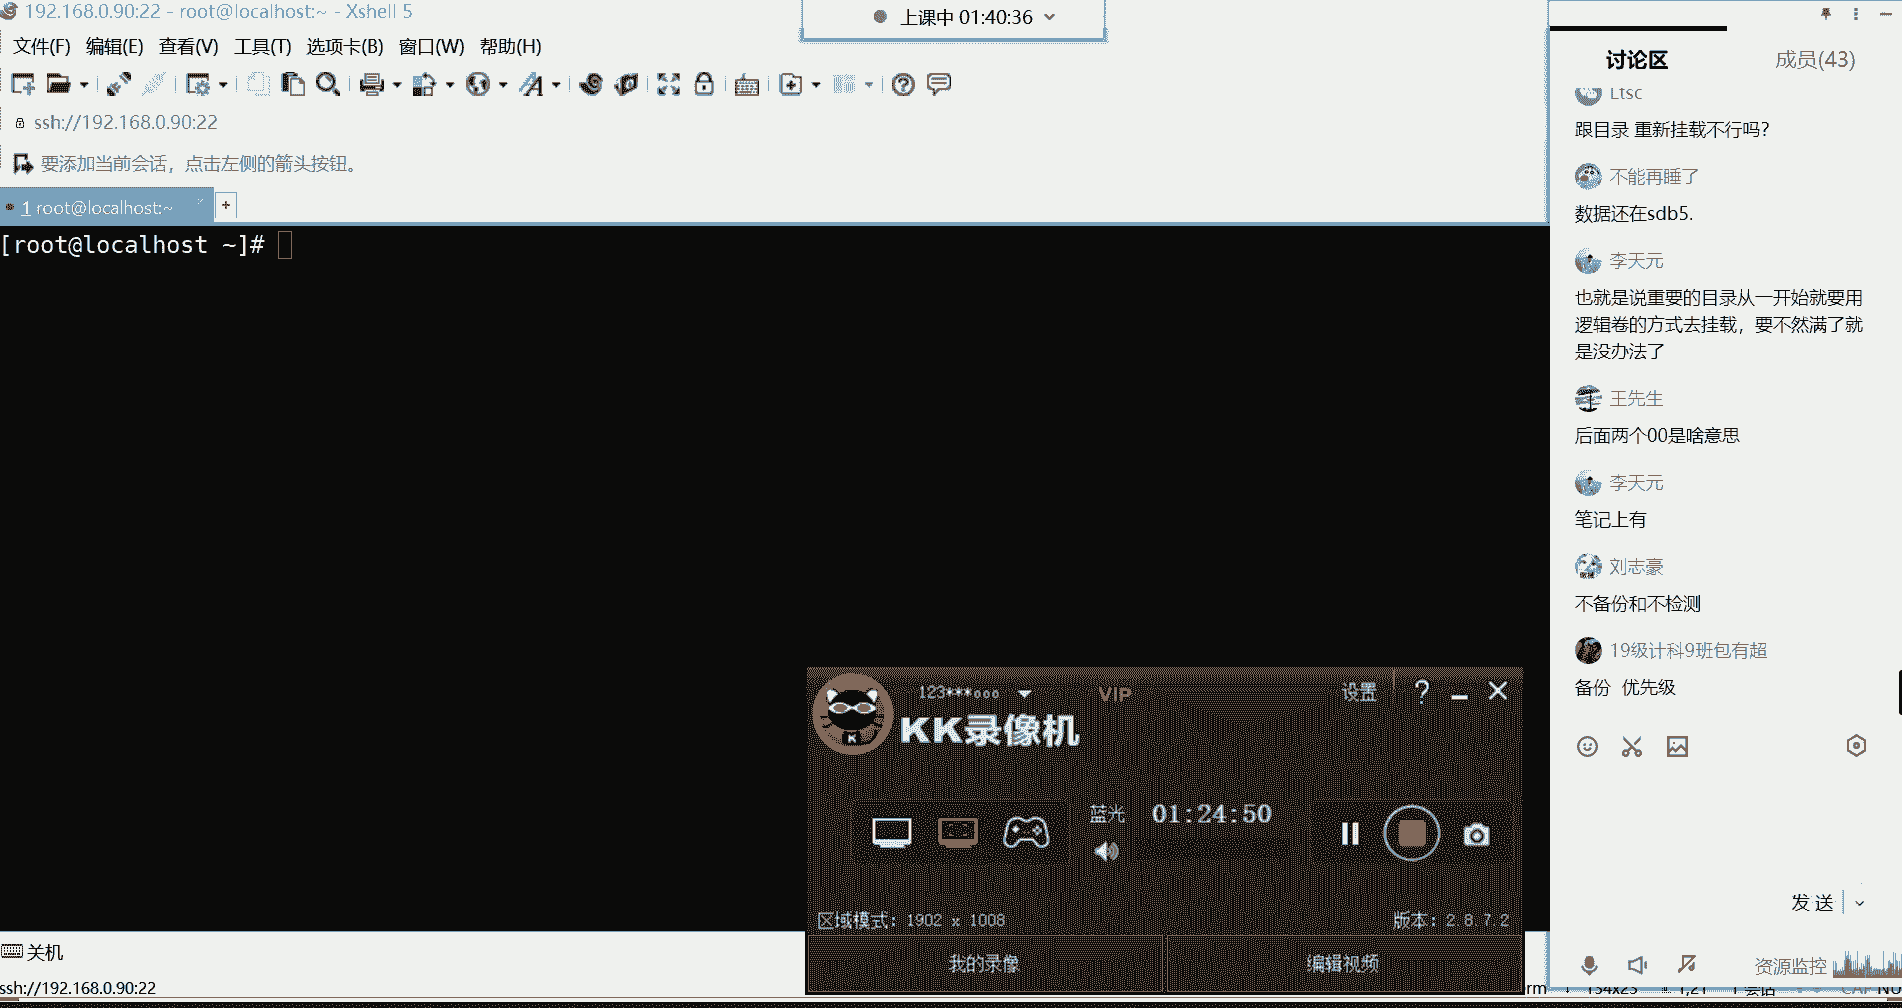 192.168.0.90:22 - root@localhost:~ - Xshell 5
上课中 01:40:36
文件(F) 编辑(E) 查看(V) 工具(T) 选项卡(B) 窗口(W) 帮助(H)
ssh://192.168.0.90:22
要添加当前会话，点击左侧的箭头按钮。
1 root@localhost:~
+
[root@localhost ~]#
讨论区 成员(43)
Ltsc
跟目录 重新挂载不行吗?
不能再睡了
数据还在sdb5.
李天元
也就是说重要的目录从一开始就要用
逻辑卷的方式去挂载，要不然满了就
是没办法了
王先生
后面两个00是啥意思
李天元
笔记上有
刘志豪
不备份和不检测
19级计科9班包有超
备份 优先级
发送
资源监控
123***ooo VIP 设置
KK录像机
蓝光 01:24:50
区域模式: 1902 x 1008 版本: 2.8.7.2
我的录像 编辑视频
关机
ssh://192.168.0.90:22